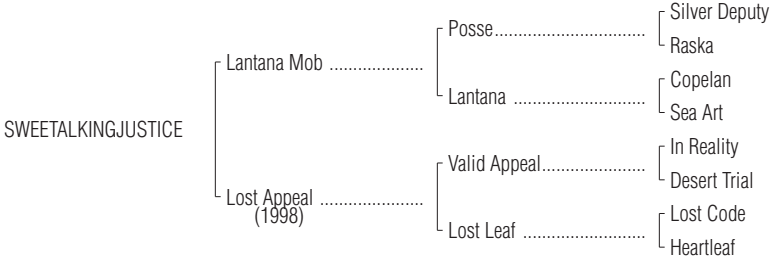 Silver Deputy
Posse..............................
Raska
Lantana Mob ...................
Copelan
Lantana ..........................
Sea Art
SWEETALKINGJUSTICE
In Reality
Valid Appeal.....................
Desert Trial
Lost Appeal .....................
(1998)
Lost Code
Lost Leaf ........................
Heartleaf